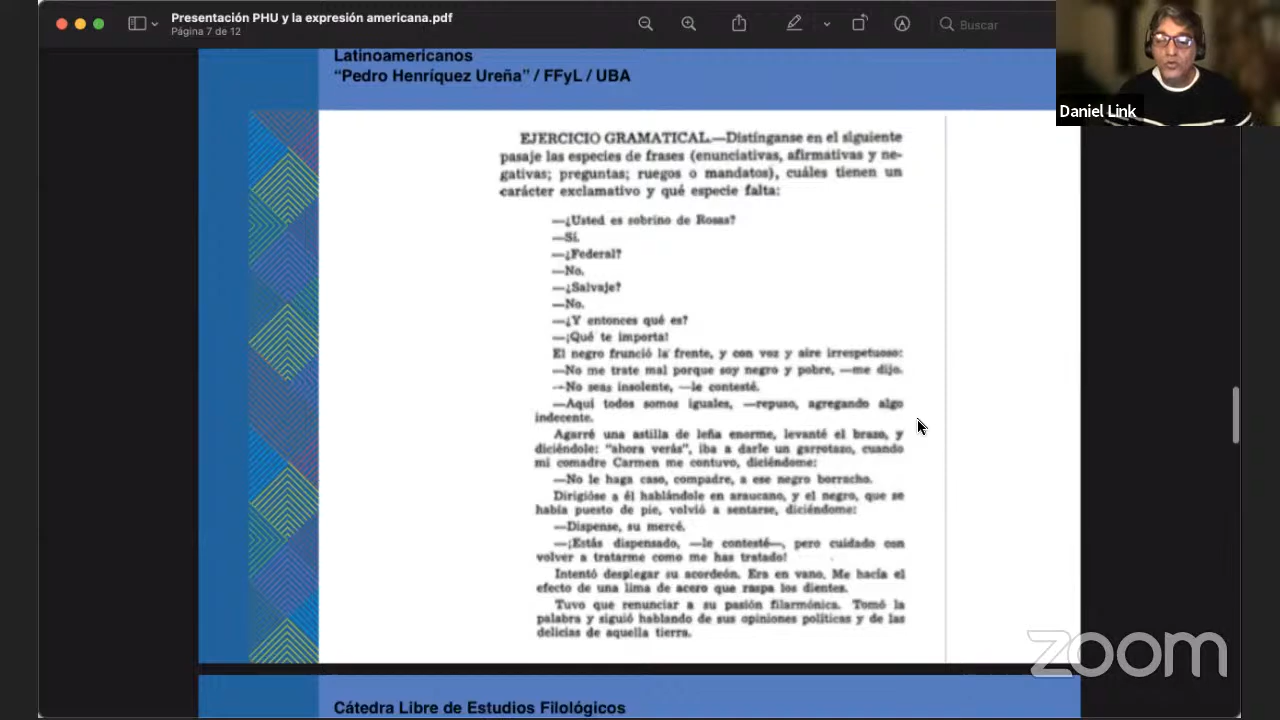 Presentación PHU y la expresión americana.pdf
Página 7 de 12
Buscar
Daniel Link
Latinoamericanos
“Pedro Henríquez Ureña” / FFyL / UBA
EJERCICIO GRAMATICAL.—Distínganse en el siguiente
pasaje las especies de frases (enunciativas, afirmativas y ne-
gativas; preguntas; ruegos o mandatos), cuáles tienen un
carácter exclamativo y qué especie falta:
—¿Usted es sobrino de Rosas?
—Sí.
—¿Federal?
—No.
—¿Salvaje?
—No.
—¿Y entonces qué es?
—¡Qué te importa!
El negro frunció la frente, y con voz y aire irrespetuoso:
—No me trate mal porque soy negro y pobre, —me dijo.
—No seas insolente, —le contesté.
—Aquí todos somos iguales, —repuso, agregando algo
indecente.
Agarré una astilla de leña enorme, levanté el brazo, y
diciéndole: "ahora verás", iba a darle un garrotazo, cuando
mi comadre Carmen me contuvo, diciéndome:
—No le haga caso, compadre, a ese negro borracho.
Dirigióse a él hablándole en araucano, y el negro, que se
había puesto de pie, volvió a sentarse, diciéndome:
—Dispense, su mercé.
—¡Estás dispensado, —le contesté—, pero cuidado con
volver a tratarme como me has tratado!
Intentó desplegar su acordeón. Era en vano. Me hacía el
efecto de una lima de acero que raspa los dientes.
Tuvo que renunciar a su pasión filarmónica. Tomó la
palabra y siguió hablando de sus opiniones políticas y de las
delicias de aquella tierra.
zoom
Cátedra Libre de Estudios Filológicos